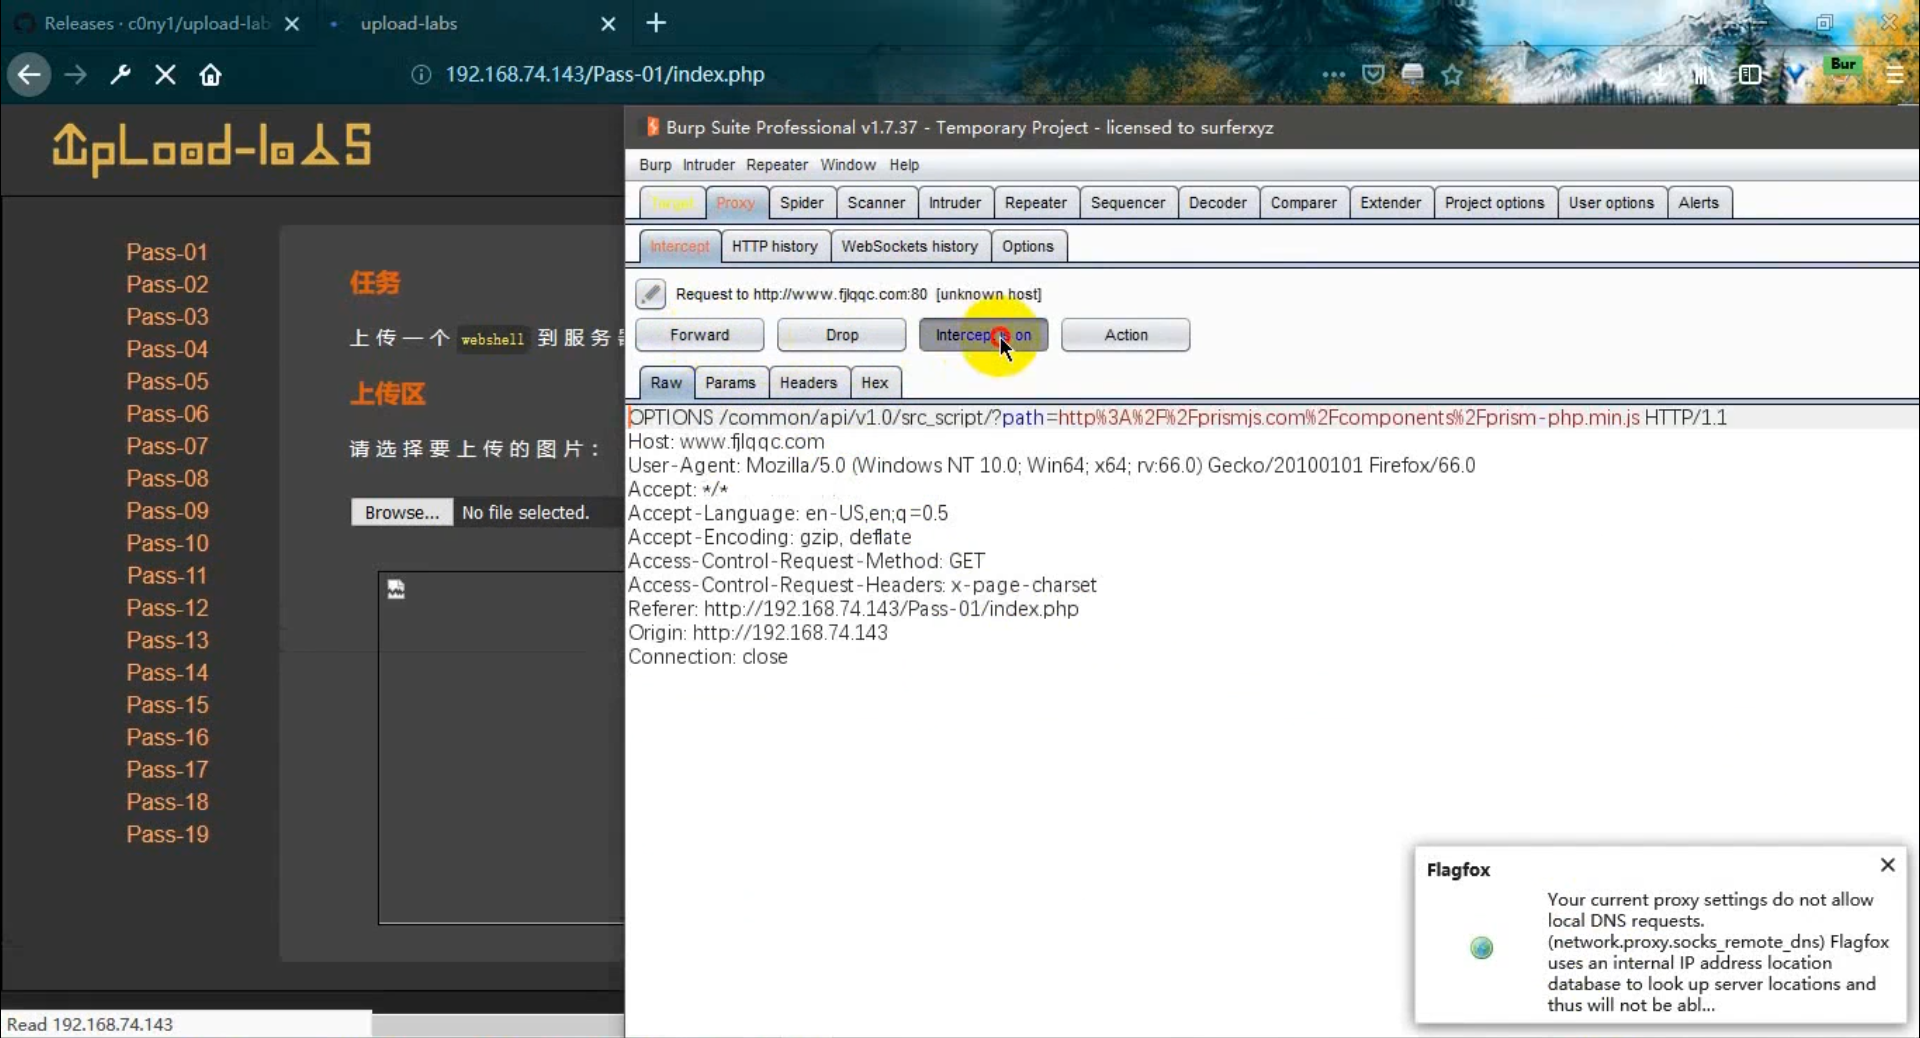 Releases · c0ny1/upload-lab
upload-labs
192.168.74.143/Pass-01/index.php
Bur
UpLoad-labS
Pass-01
Pass-02
Pass-03
Pass-04
Pass-05
Pass-06
Pass-07
Pass-08
Pass-09
Pass-10
Pass-11
Pass-12
Pass-13
Pass-14
Pass-15
Pass-16
Pass-17
Pass-18
Pass-19
任务
上传一个 webshell 到服务
上传区
请选择要上传的图片：
Browse... No file selected.
Read 192.168.74.143
Burp Suite Professional v1.7.37 - Temporary Project - licensed to surferxyz
Burp Intruder Repeater Window Help
Target Proxy Spider Scanner Intruder Repeater Sequencer Decoder Comparer Extender Project options User options Alerts
Intercept HTTP history WebSockets history Options
Request to http://www.fjlqqc.com:80 [unknown host]
Forward Drop Intercept on Action
Raw Params Headers Hex
OPTIONS /common/api/v1.0/src_script/?path=http%3A%2F%2Fprismjs.com%2Fcomponents%2Fprism-php.min.js HTTP/1.1
Host: www.fjlqqc.com
User-Agent: Mozilla/5.0 (Windows NT 10.0; Win64; x64; rv:66.0) Gecko/20100101 Firefox/66.0
Accept: */*
Accept-Language: en-US,en;q=0.5
Accept-Encoding: gzip, deflate
Access-Control-Request-Method: GET
Access-Control-Request-Headers: x-page-charset
Referer: http://192.168.74.143/Pass-01/index.php
Origin: http://192.168.74.143
Connection: close
Flagfox
Your current proxy settings do not allow
local DNS requests.
(network.proxy.socks_remote_dns) Flagfox
uses an internal IP address location
database to look up server locations and
thus will not be abl...